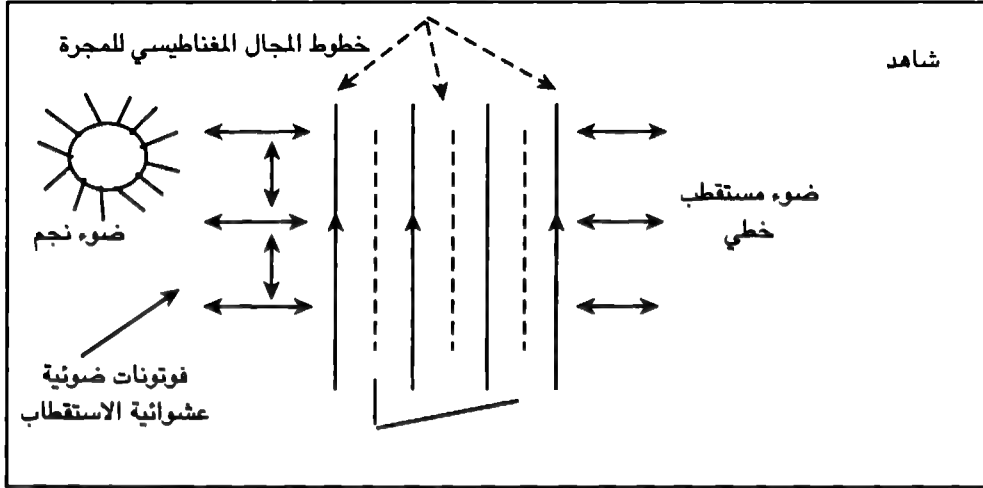 خطوط المجال المغناطيسي للمجرة
شاهد
ضوء نجم
ضوء مستقطب
خطي
فوتونات ضوئية
عشوائية الاستقطاب